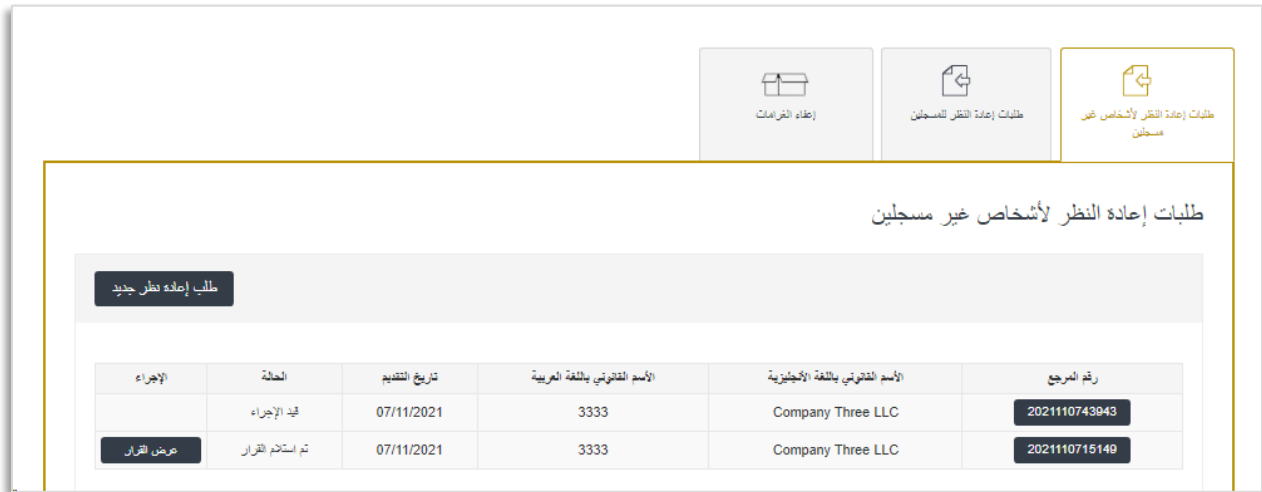 طلبات إعادة النظر لأشخاص غير
مسجلين
طلبات إعادة النظر للمسجلين
إعفاء الغرامات
طلبات إعادة النظر لأشخاص غير مسجلين
طلب إعادة نظر جديد
رقم المرجع الأسم القانوني باللغة الأنجليزية الأسم القانوني باللغة العربية تاريخ التقديم الحالة الإجراء
2021110743943 Company Three LLC 3333 07/11/2021 قيد الإجراء
2021110715149 Company Three LLC 3333 07/11/2021 تم استلام القرار عرض القرار